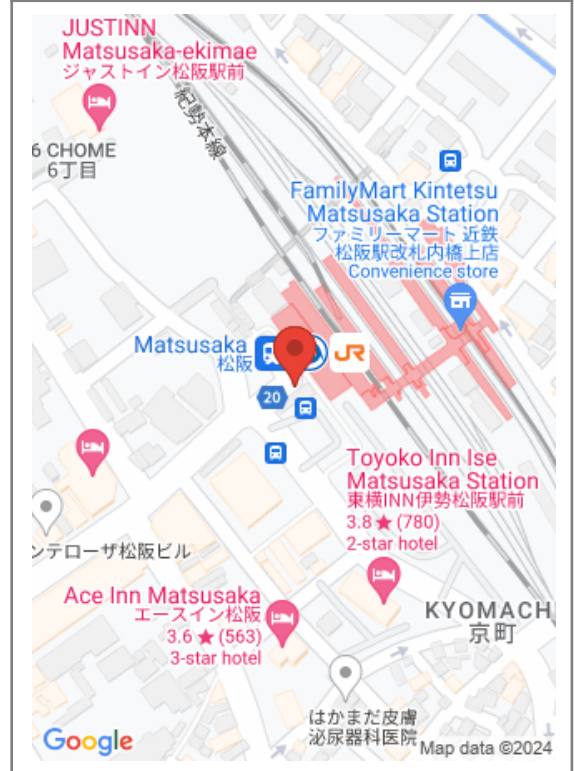 JUSTINN
Matsusaka-ekimae
ジャストイン松阪駅前
紀勢本線
6 CHOME
6丁目
FamilyMart Kintetsu
Matsusaka Station
ファミリーマート 近鉄
松阪駅改札内橋上店
Convenience store
Matsusaka
松阪
JR
20
Toyoko Inn Ise
Matsusaka Station
東横INN伊勢松阪駅前
3.8 ★ (780)
2-star hotel
ンテローザ松阪ビル
Ace Inn Matsusaka
エースイン松阪
3.6 ★ (563)
3-star hotel
KYOMACH
京町
はかまだ皮膚
泌尿器科医院
Google
Map data ©2024